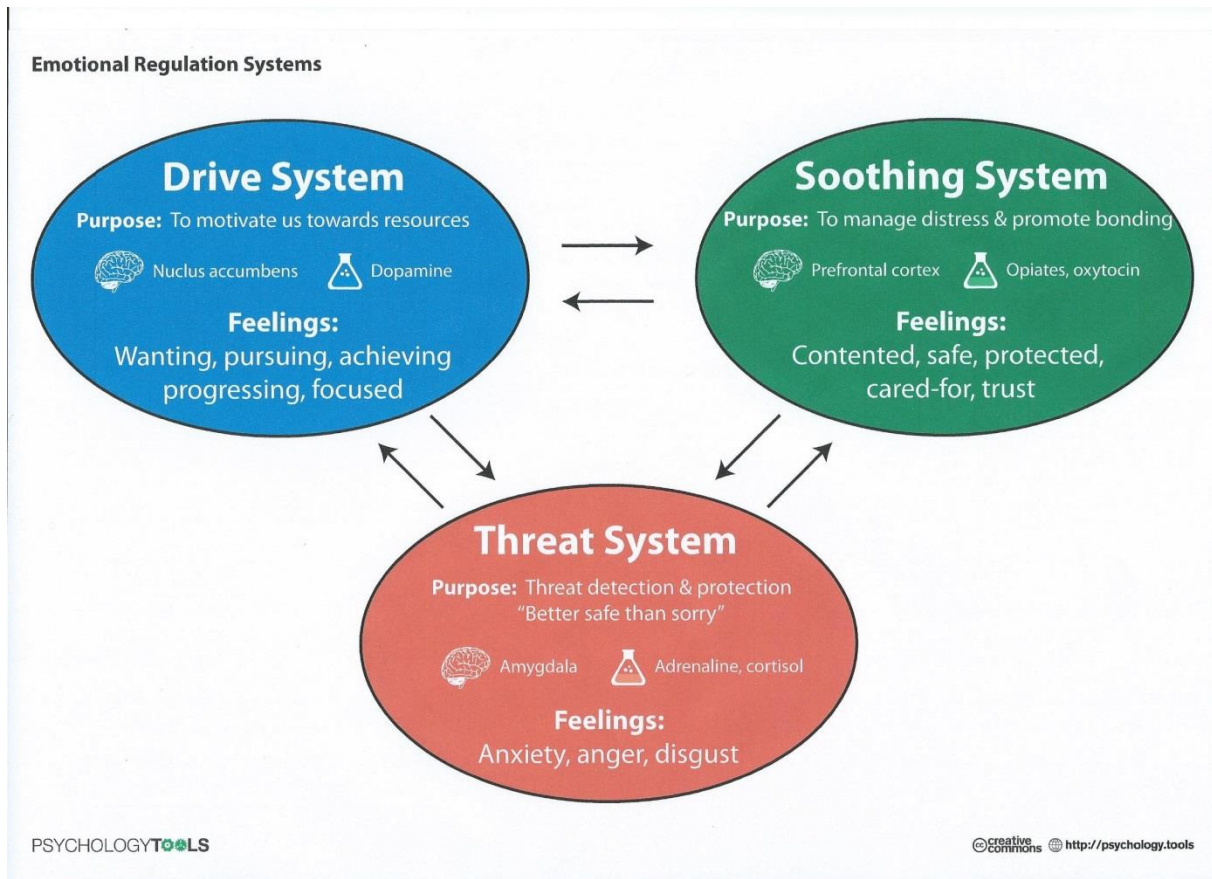 Emotional Regulation Systems
Drive System
Purpose: To motivate us towards resources
Nuclus accumbens
Dopamine
Feelings:
Wanting, pursuing, achieving
progressing, focused
Soothing System
Purpose: To manage distress & promote bonding
Prefrontal cortex
Opiates, oxytocin
Feelings:
Contented, safe, protected,
cared-for, trust
Threat System
Purpose: Threat detection & protection
“Better safe than sorry”
Amygdala
Adrenaline, cortisol
Feelings:
Anxiety, anger, disgust
PSYCHOLOGYTOOLS
cc creative commons
http://psychology.tools